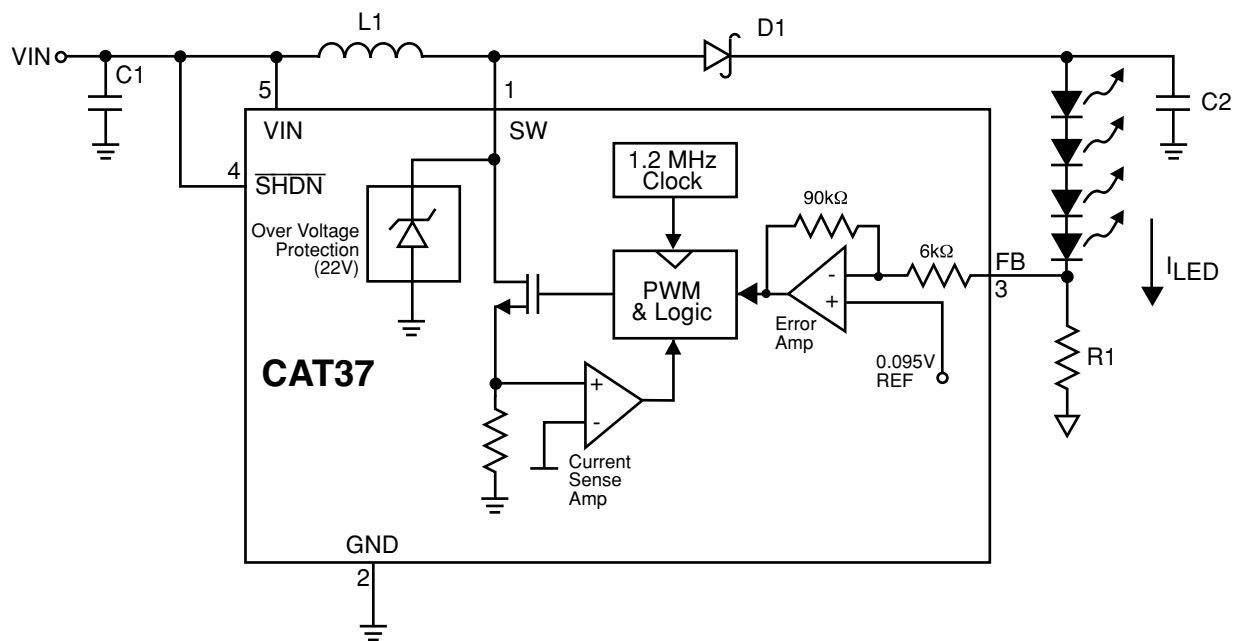 L1
D1
VIN
C1
5
1
C2
VIN
SW
4
SHDN
1.2 MHz
Clock
90kΩ
Over Voltage
Protection
(22V)
6kΩ
FB
3
ILED
PWM
& Logic
-
+
Error
Amp
0.095V
REF
R1
CAT37
+
-
Current
Sense
Amp
GND
2